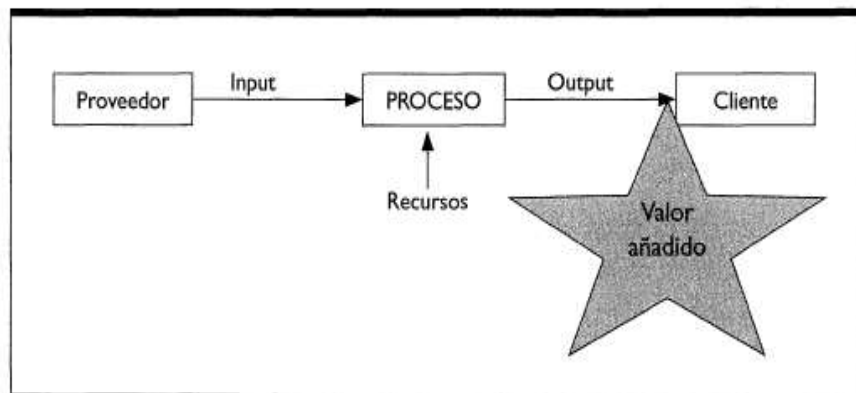 Input
Output
Proveedor
PROCESO
Cliente
Recursos
Valor
añadido